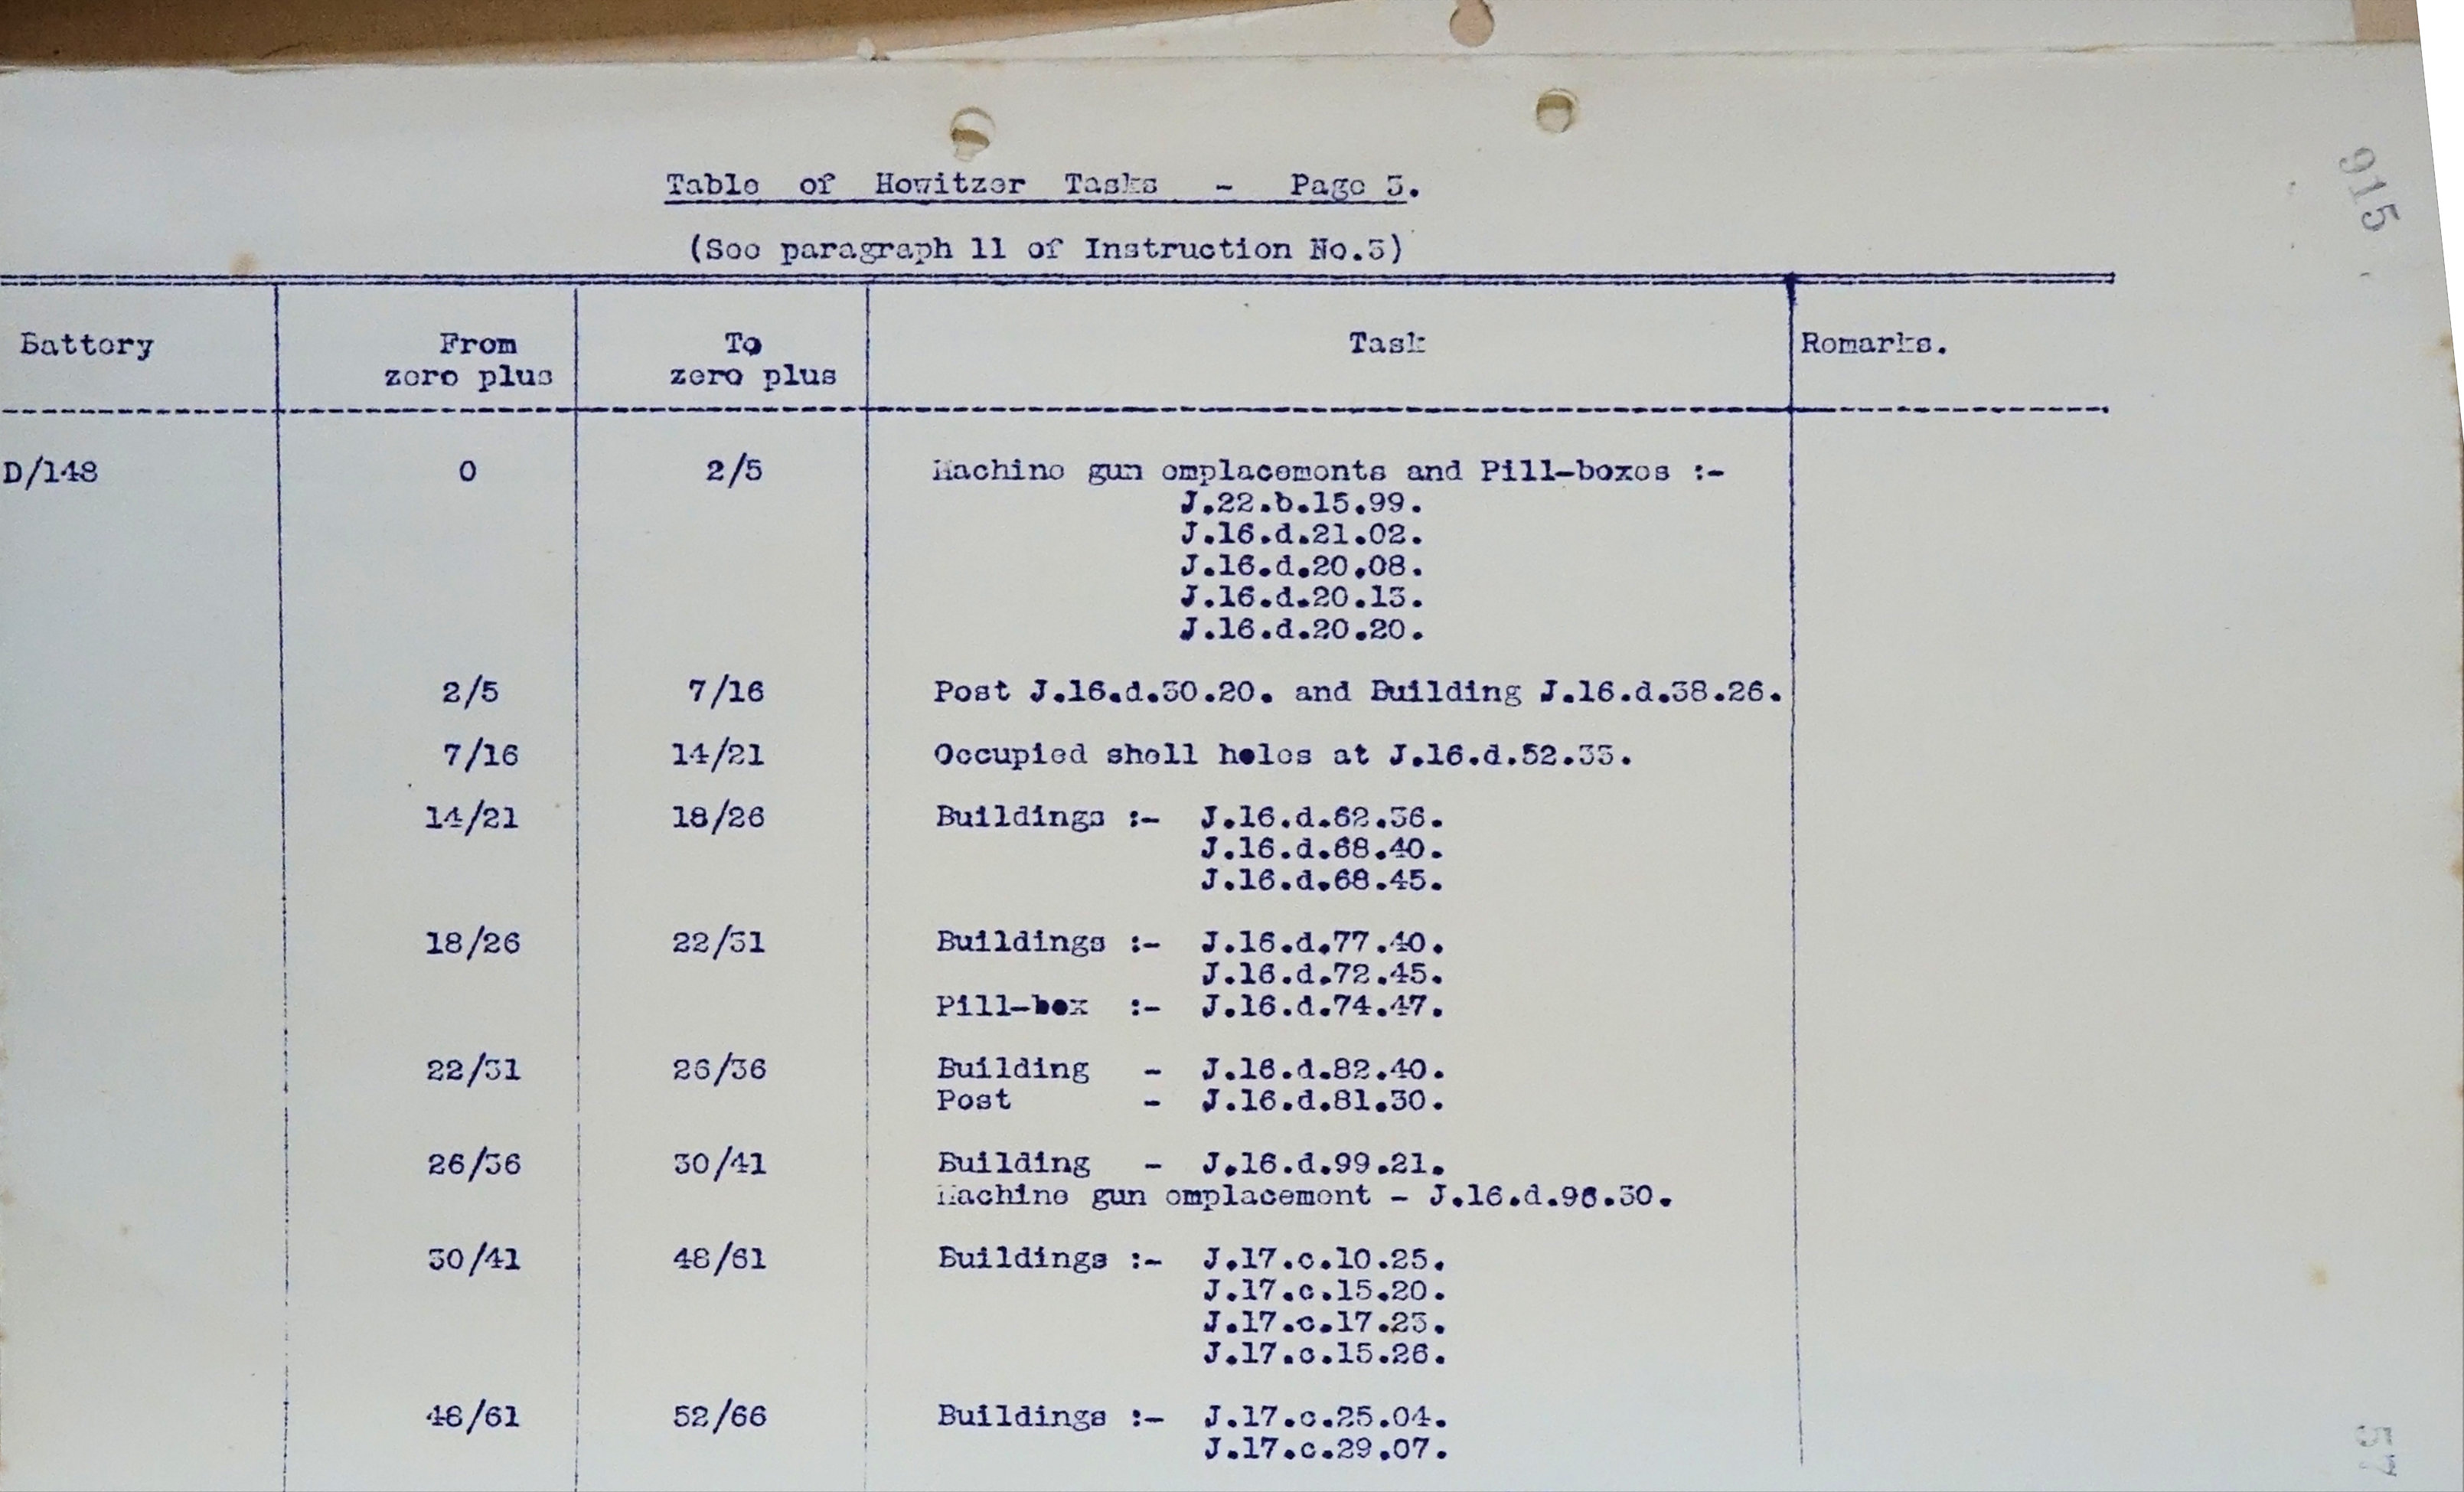 915
Table of Howitzer Tasks - Page 3.
(See paragraph 11 of Instruction No.3)
Battery From To Task Remarks.
zero plus zero plus
D/148 0 2/5 Machine gun emplacements and Pill-boxes :-
J.22.b.15.99.
J.16.d.21.02.
J.16.d.20.08.
J.16.d.20.13.
J.16.d.20.20.
2/5 7/16 Post J.16.d.30.20. and Building J.16.d.38.26.
7/16 14/21 Occupied shell holes at J.16.d.52.33.
14/21 18/26 Buildings :- J.16.d.62.36.
J.16.d.68.40.
J.16.d.68.45.
18/26 22/31 Buildings :- J.16.d.77.40.
J.16.d.72.45.
Pill-box :- J.16.d.74.47.
22/31 26/36 Building - J.16.d.82.40.
Post - J.16.d.81.30.
26/36 30/41 Building - J.16.d.99.21.
Machine gun emplacement - J.16.d.96.30.
30/41 48/61 Buildings :- J.17.c.10.25.
J.17.c.15.20.
J.17.c.17.23.
J.17.c.15.26.
48/61 52/66 Buildings :- J.17.c.25.04.
J.17.c.29.07.
57